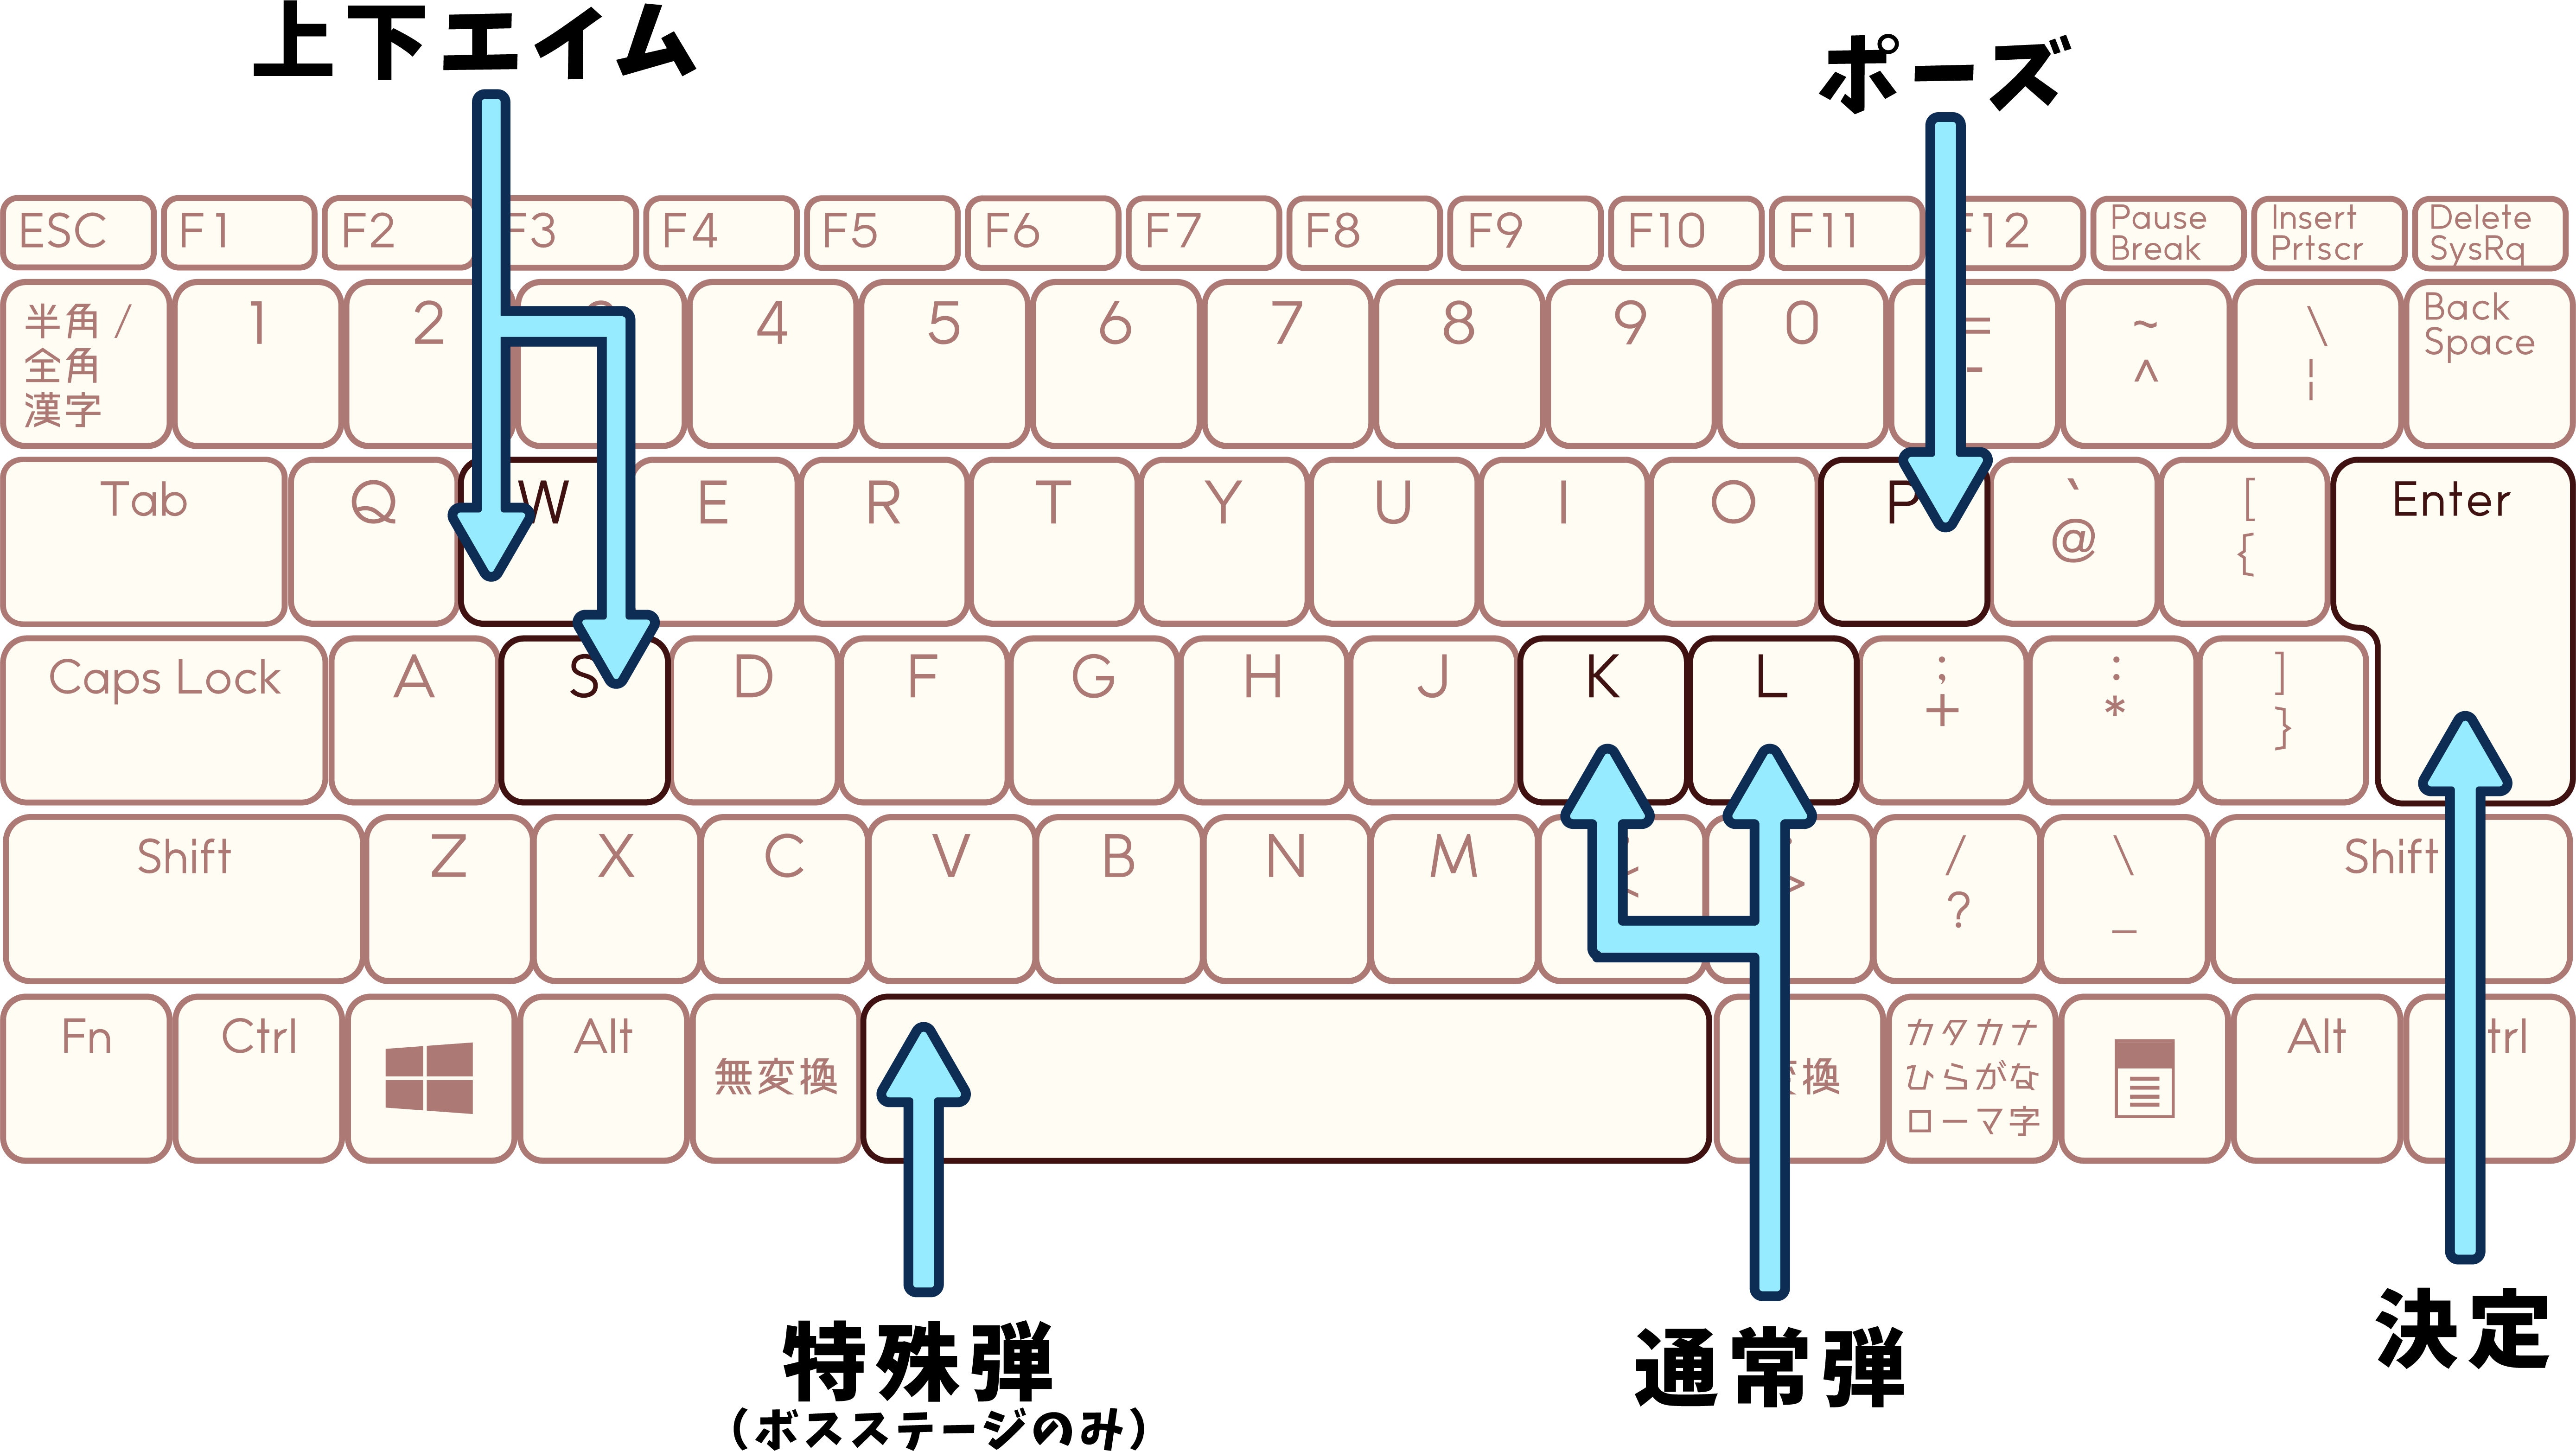 上下エイム
ポーズ
ESC F1 F2 F3 F4 F5 F6 F7 F8 F9 F10 F11 F12 Pause Break Insert Prtscr Delete SysRq
半角/
全角
漢字
1 2 4 5 6 7 8 9 0 = - ~ ^ \ ¦ Back Space
Tab Q W E R T Y U I O P ` @ [ { Enter
Caps Lock A S D F G H J K L ; + : * ] }
Shift Z X C V B N M < > / ? \ _ Shift
Fn Ctrl Alt 無変換 変換
カタカナ
ひらがな
ローマ字
Alt Ctrl
特殊弾
(ボスステージのみ)
通常弾
決定